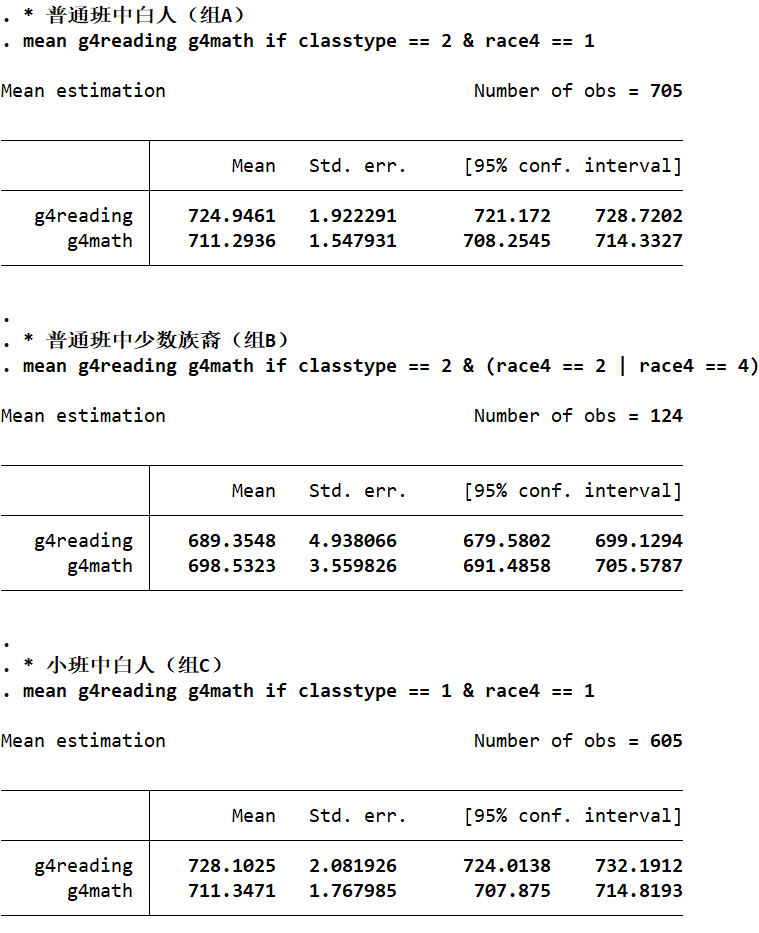 . * 普通班中白人（组A）
. mean g4reading g4math if classtype == 2 & race4 == 1
Mean estimation Number of obs = 705
Mean Std. err. [95% conf. interval]
g4reading 724.9461 1.922291 721.172 728.7202
g4math 711.2936 1.547931 708.2545 714.3327
.
. * 普通班中少数族裔（组B）
. mean g4reading g4math if classtype == 2 & (race4 == 2 | race4 == 4)
Mean estimation Number of obs = 124
Mean Std. err. [95% conf. interval]
g4reading 689.3548 4.938066 679.5802 699.1294
g4math 698.5323 3.559826 691.4858 705.5787
.
. * 小班中白人（组C）
. mean g4reading g4math if classtype == 1 & race4 == 1
Mean estimation Number of obs = 605
Mean Std. err. [95% conf. interval]
g4reading 728.1025 2.081926 724.0138 732.1912
g4math 711.3471 1.767985 707.875 714.8193